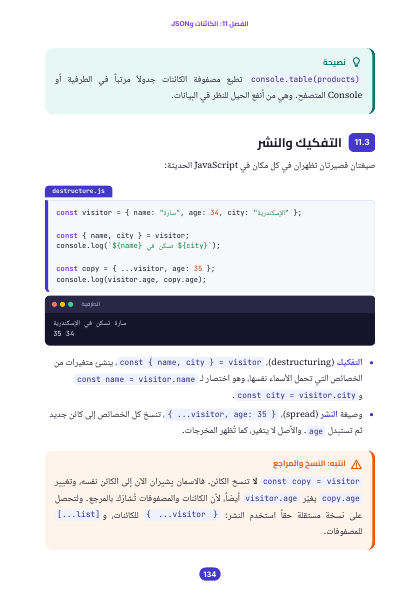 الفصل 11: الكائنات وJSON
نصيحة
console.table(products) تطبع مصفوفة الكائنات جدولاً مرتباً في الطرفية أو
Console المتصفح. وهي من أنفع الحيل للنظر في البيانات.
11.3 التفكيك والنشر
صيغتان قصيرتان تظهران في كل مكان في JavaScript الحديثة:
destructure.js
const visitor = { name: "سارة", age: 34, city: "الإسكندرية" };
const { name, city } = visitor;
console.log(`${name} تسكن في ${city}`);
const copy = { ...visitor, age: 35 };
console.log(visitor.age, copy.age);
الطرفية
سارة تسكن في الإسكندرية
35 34
• التفكيك (destructuring)، const { name, city } = visitor، ينشئ متغيرات من
الخصائص التي تحمل الأسماء نفسها، وهو اختصار لـ const name = visitor.name
و const city = visitor.city.
• وصيغة النشر (spread)، { ...visitor, age: 35 }، تنسخ كل الخصائص إلى كائن جديد
ثم تستبدل age. والأصل لا يتغير، كما تُظهر المخرجات.
انتبه: النسخ والمراجع
const copy = visitor لا تنسخ الكائن. فالاسمان يشيران الآن إلى الكائن نفسه، وتغيير
copy.age يغيّر visitor.age أيضاً، لأن الكائنات والمصفوفات تُشارَك بالمرجع. ولتحصل
على نسخة مستقلة حقاً استخدم النشر: { ...visitor } للكائنات، و [...list]
للمصفوفات.
134